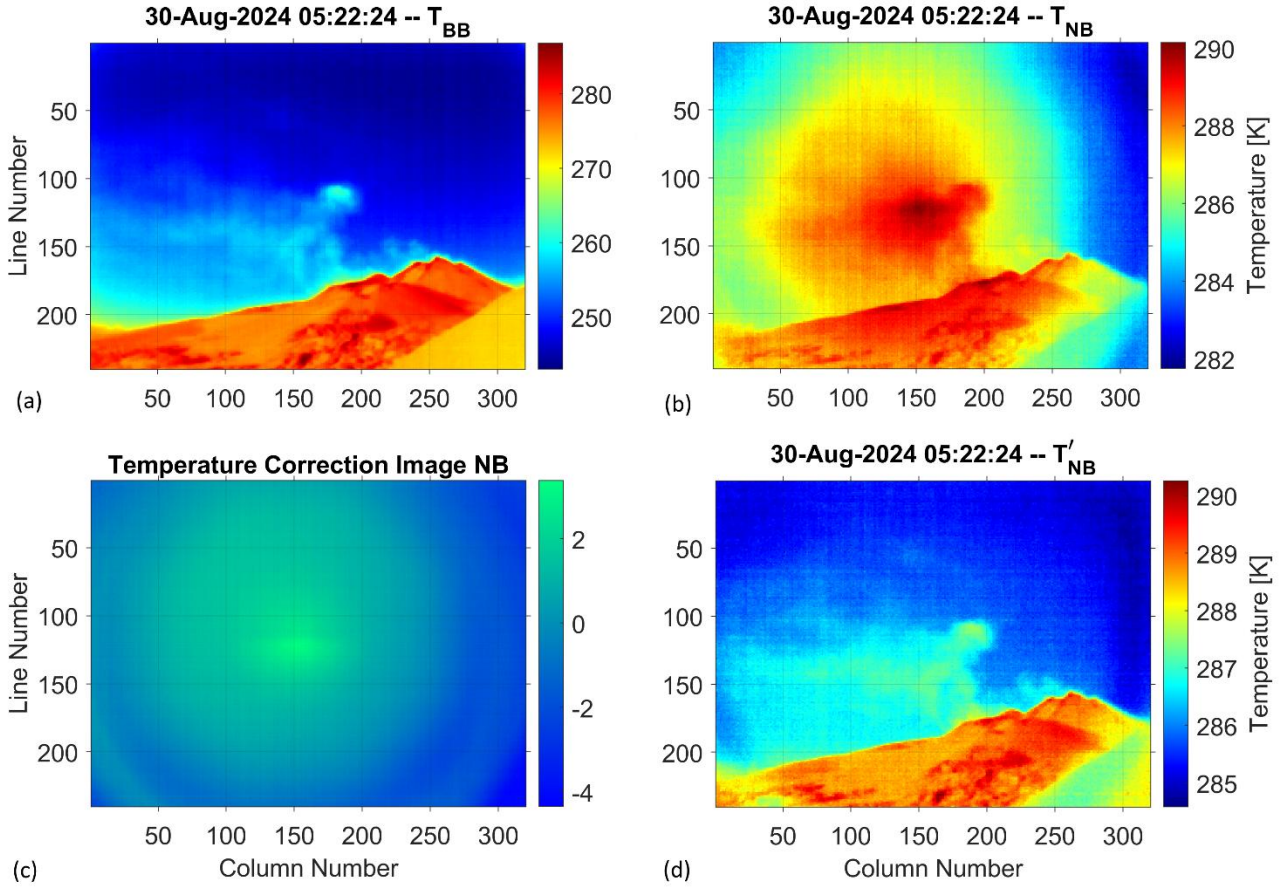 30-Aug-2024 05:22:24 -- T_BB
30-Aug-2024 05:22:24 -- T_NB
50
100
150
200
Line Number
50 100 150 200 250 300
280
270
260
250
(a)
50
100
150
200
50 100 150 200 250 300
290
288
286
284
282
Temperature [K]
(b)
Temperature Correction Image NB
30-Aug-2024 05:22:24 -- T'_NB
50
100
150
200
Line Number
50 100 150 200 250 300
Column Number
2
0
-2
-4
(c)
50
100
150
200
50 100 150 200 250 300
Column Number
290
289
288
287
286
285
Temperature [K]
(d)